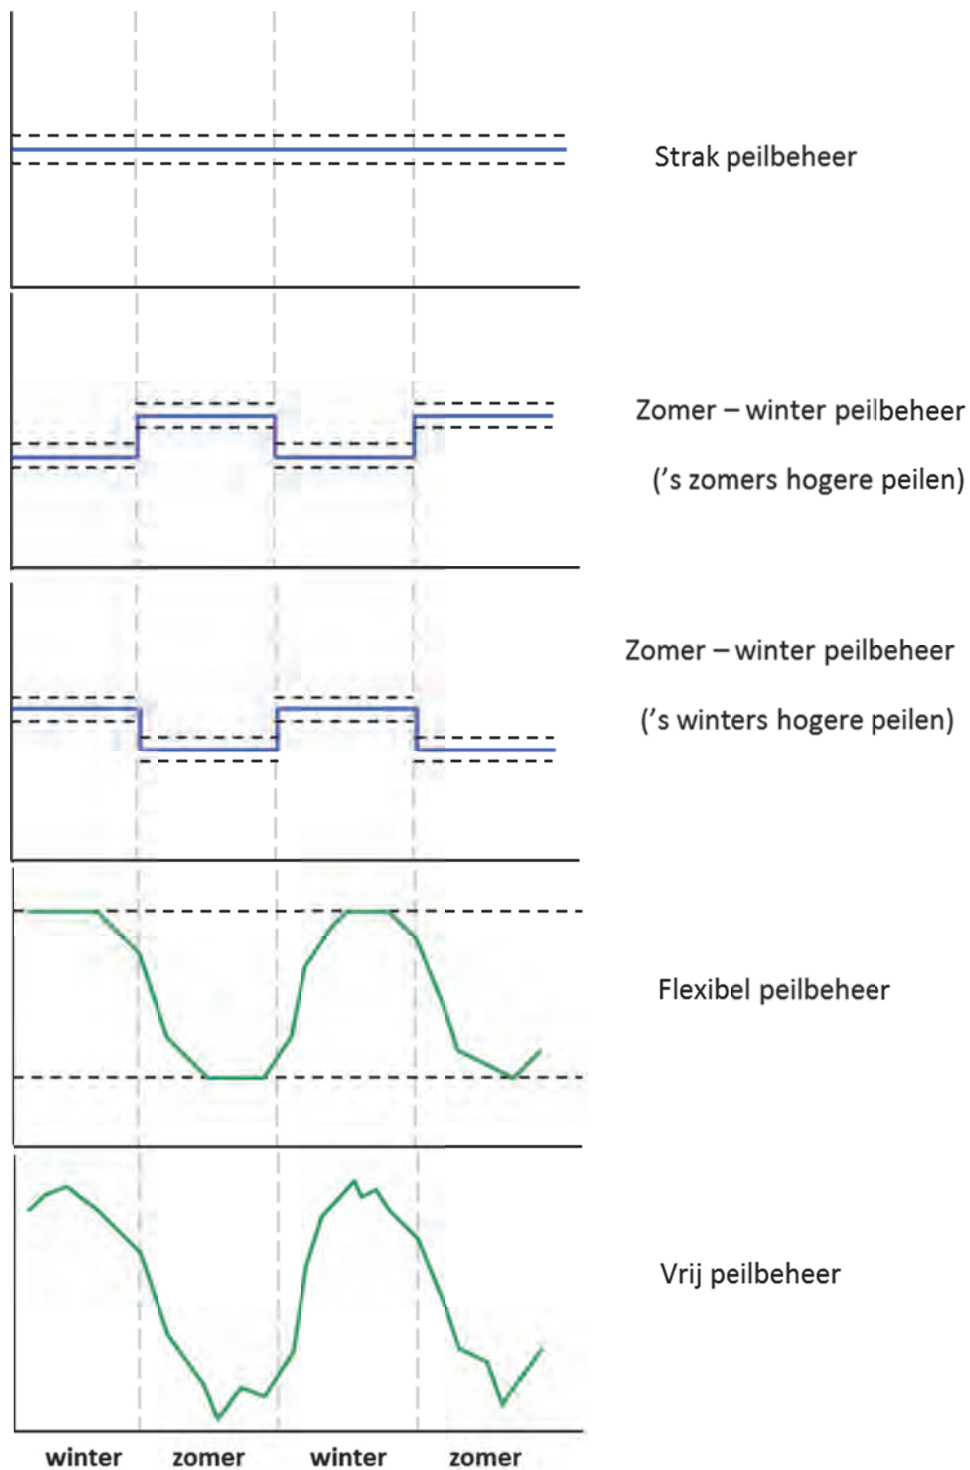 Strak peilbeheer
Zomer – winter peilbeheer
('s zomers hogere peilen)
Zomer – winter peilbeheer
('s winters hogere peilen)
Flexibel peilbeheer
Vrij peilbeheer
winter zomer winter zomer